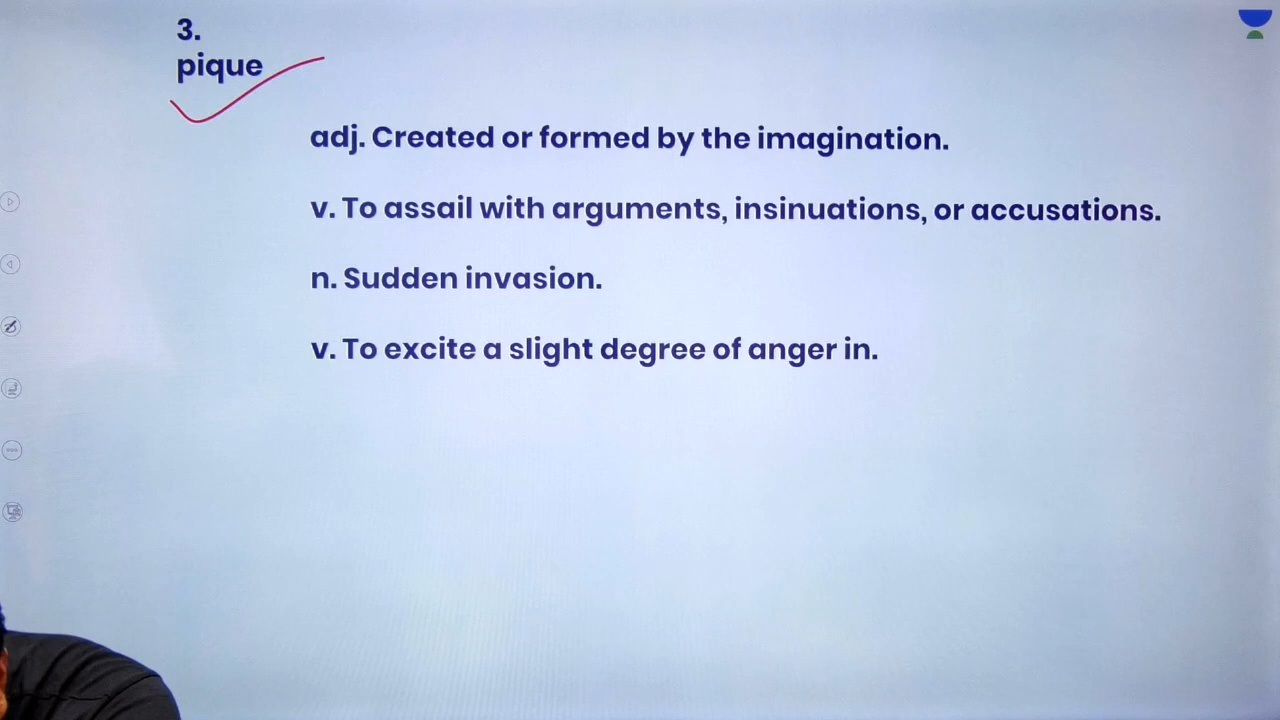 3.
pique
adj. Created or formed by the imagination.
v. To assail with arguments, insinuations, or accusations.
n. Sudden invasion.
v. To excite a slight degree of anger in.